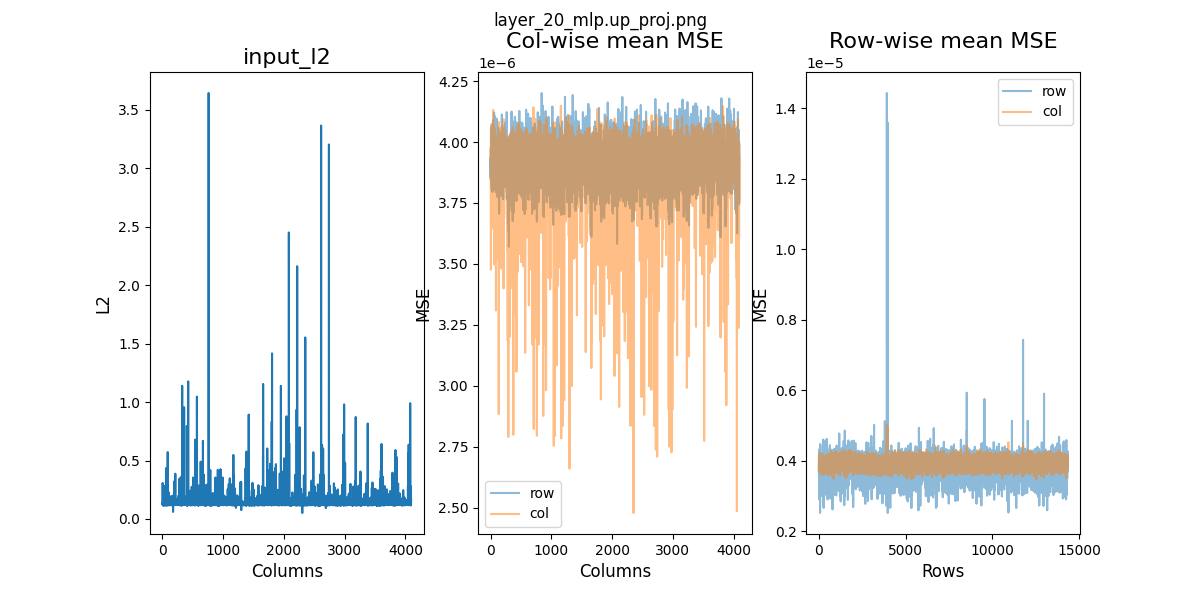 layer_20_mlp.up_proj.png
input_l2
L2
3.5
3.0
2.5
2.0
1.5
1.0
0.5
0.0
0
1000
2000
3000
4000
Columns
Col-wise mean MSE
1e−6
MSE
4.25
4.00
3.75
3.50
3.25
3.00
2.75
2.50
row
col
0
1000
2000
3000
4000
Columns
Row-wise mean MSE
1e−5
MSE
1.4
1.2
1.0
0.8
0.6
0.4
0.2
row
col
0
5000
10000
15000
Rows